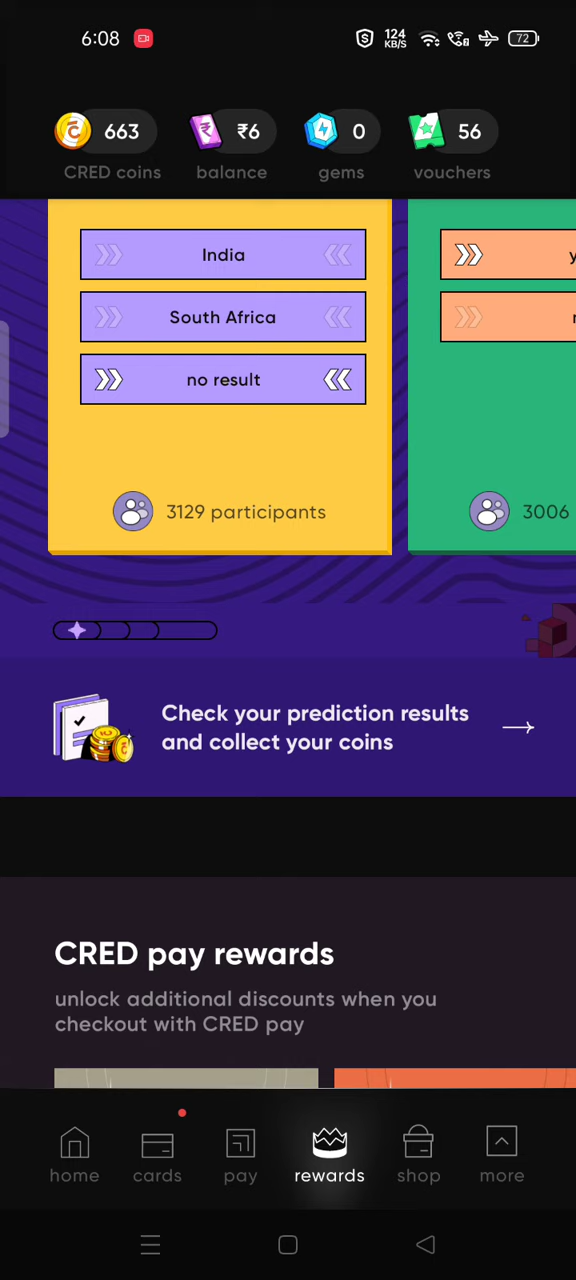 6:08
124
KB/S
72
663
₹6
0
56
CRED coins
balance
gems
vouchers
India
South Africa
no result
3129 participants
3006
Check your prediction results
and collect your coins
CRED pay rewards
unlock additional discounts when you
checkout with CRED pay
home
cards
pay
rewards
shop
more